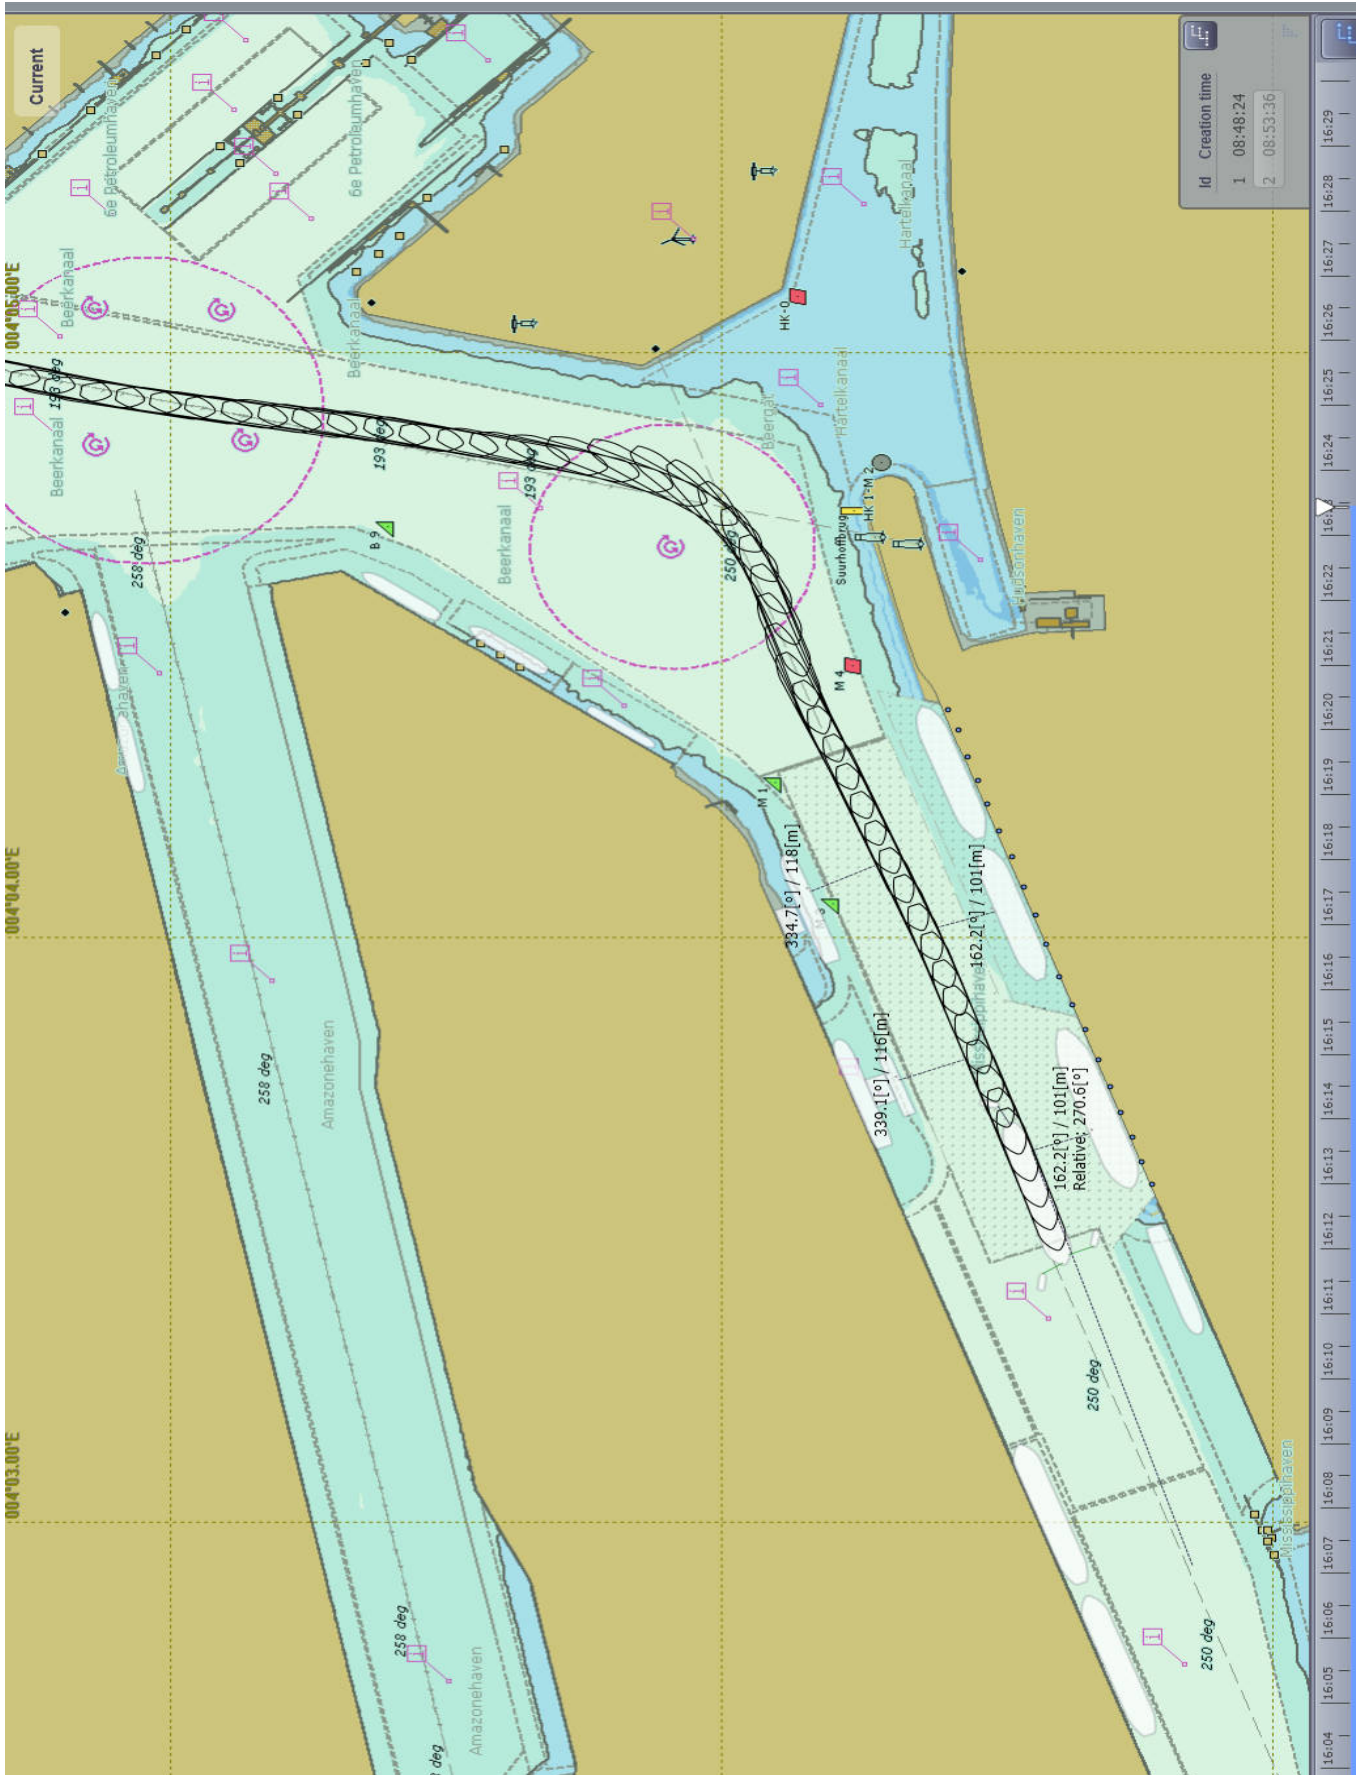 Current
Id Creation time
1 08:48:24
2 08:53:36
004°03.00'E
004°04.00'E
004°05.00'E
6e Petroleumhaven
6e Petroleumhaven
Beerkanaal
Beerkanaal
Beerkanaal
Beerkanaal
193 deg
193 deg
193 deg
258 deg
258 deg
258 deg
250 deg
250 deg
250 deg
B 9
Beergat
Hartelkanaal
Hartelkanaal
HK-0
HK 1-M 2
Suurhoffbrug
Hudsonhaven
M 4
M 1
M 3
334.7[°] / 118[m]
162.2[°] / 101[m]
339.1[°] / 116[m]
162.2[°] / 101[m]
Relative: 270.6[°]
Amazonehaven
Amazonehaven
Mississippihaven
16:04
16:05
16:06
16:07
16:08
16:09
16:10
16:11
16:12
16:13
16:14
16:15
16:16
16:17
16:18
16:19
16:20
16:21
16:22
16:24
16:25
16:26
16:27
16:28
16:29